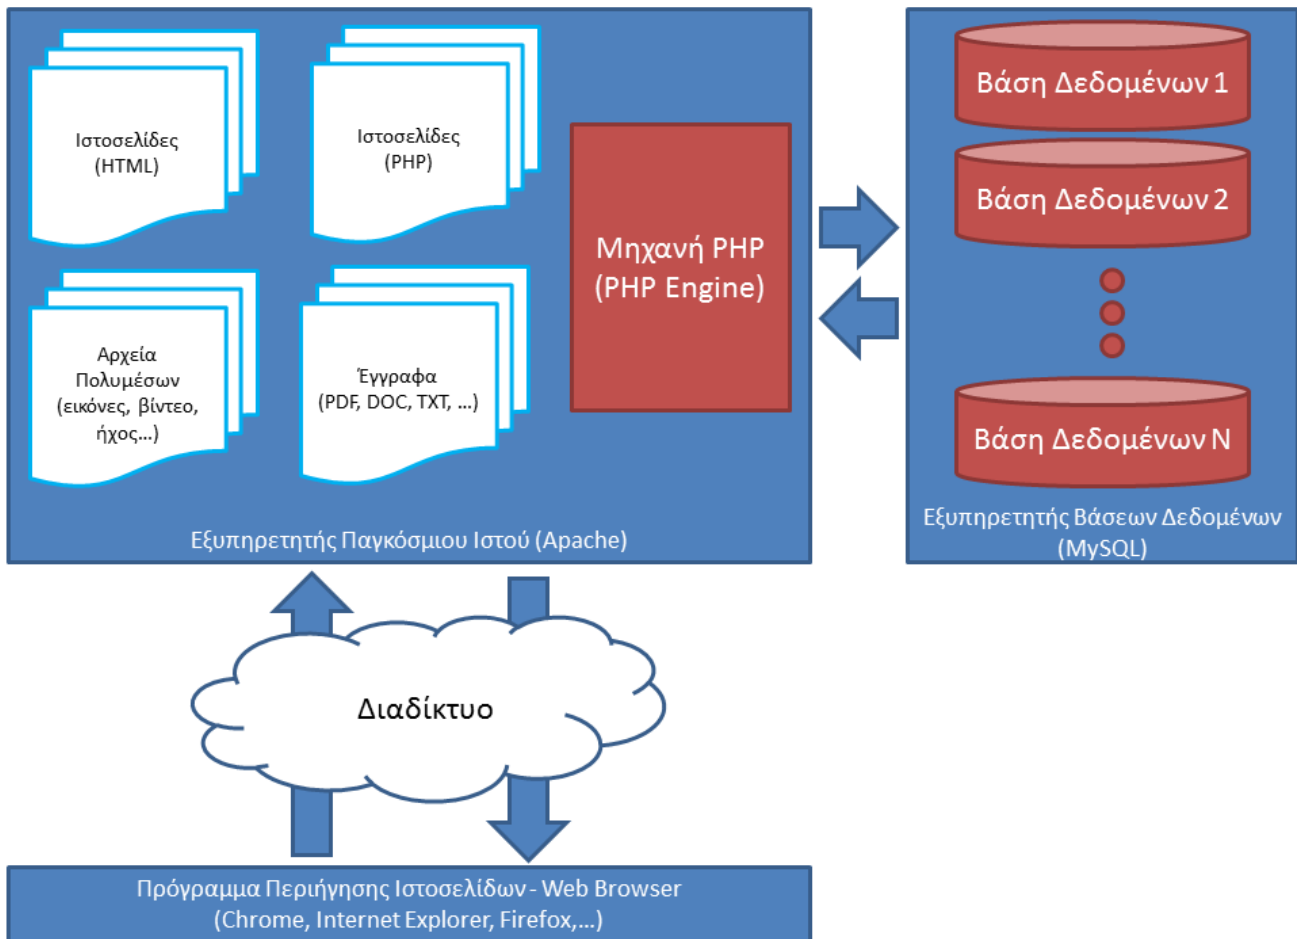 Ιστοσελίδες
(HTML)
Ιστοσελίδες
(PHP)
Αρχεία
Πολυμέσων
(εικόνες, βίντεο,
ήχος…)
Έγγραφα
(PDF, DOC, TXT, …)
Μηχανή PHP
(PHP Engine)
Εξυπηρετητής Παγκόσμιου Ιστού (Apache)
Βάση Δεδομένων 1
Βάση Δεδομένων 2
Βάση Δεδομένων N
Εξυπηρετητής Βάσεων Δεδομένων
(MySQL)
Διαδίκτυο
Πρόγραμμα Περιήγησης Ιστοσελίδων - Web Browser
(Chrome, Internet Explorer, Firefox,…)